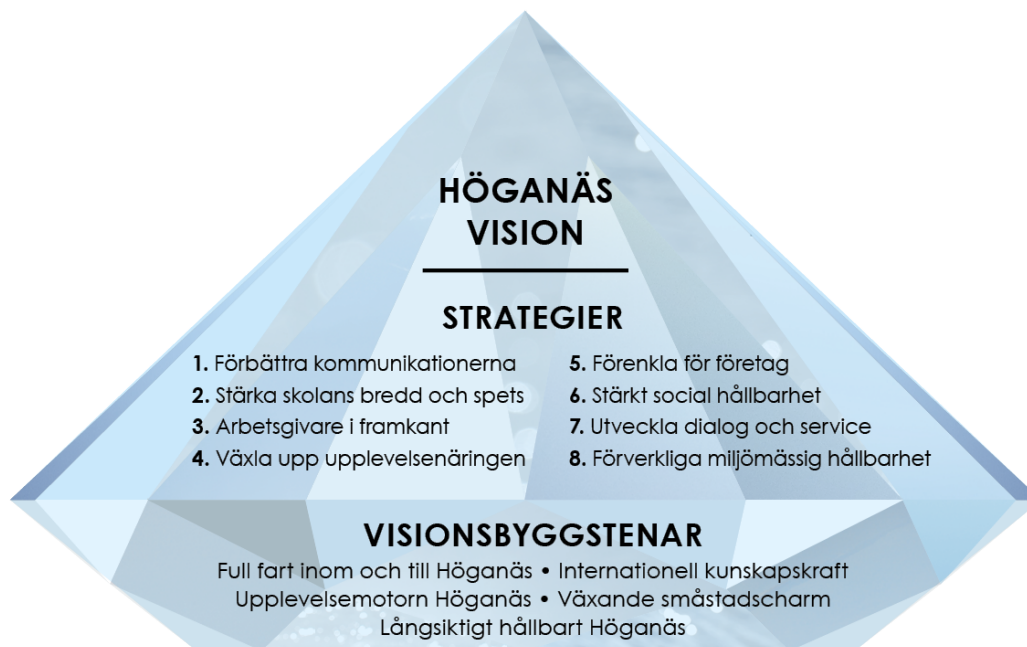 HÖGANÄS
VISION
STRATEGIER
1. Förbättra kommunikationerna
2. Stärka skolans bredd och spets
3. Arbetsgivare i framkant
4. Växla upp upplevelsenäringen
5. Förenkla för företag
6. Stärkt social hållbarhet
7. Utveckla dialog och service
8. Förverkliga miljömässig hållbarhet
VISIONSBYGGSTENAR
Full fart inom och till Höganäs • Internationell kunskapskraft
Upplevelsemotorn Höganäs • Växande småstadscharm
Långsiktigt hållbart Höganäs